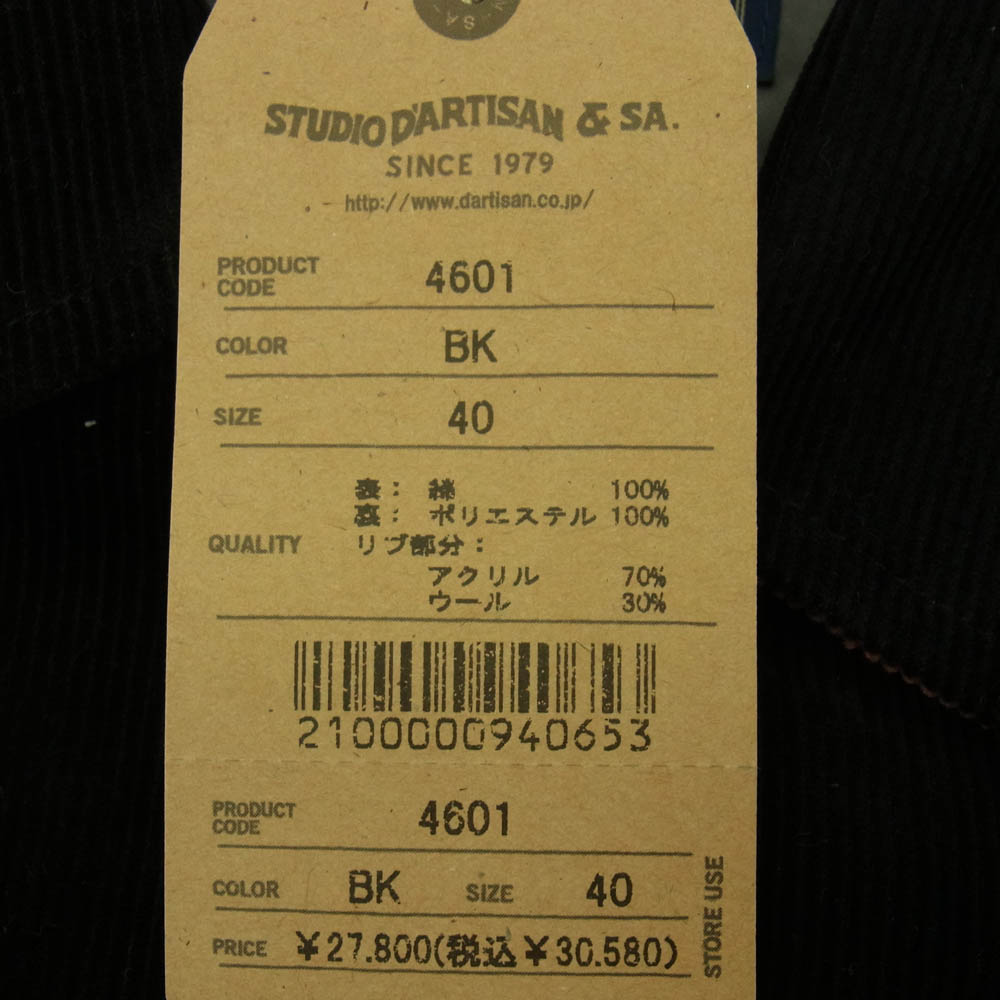 STUDIO D'ARTISAN & SA.
SINCE 1979
http://www.dartisan.co.jp/
PRODUCT CODE 4601
COLOR BK
SIZE 40
QUALITY
表： 綿 100%
裏： ポリエステル 100%
リブ部分：
アクリル 70%
ウール 30%
2100000940653
PRODUCT CODE 4601
COLOR BK SIZE 40
PRICE ¥27.800(税込¥30.580)
STORE USE